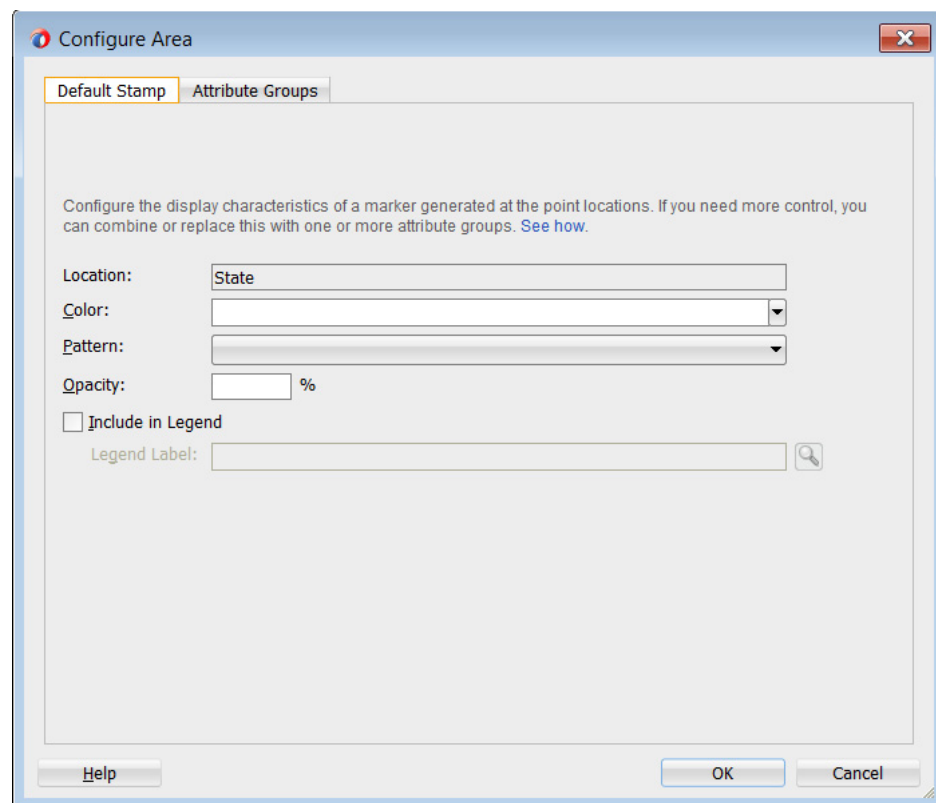 Configure Area
Default Stamp Attribute Groups
Configure the display characteristics of a marker generated at the point locations. If you need more control, you
can combine or replace this with one or more attribute groups. See how.
Location: State
Color:
Pattern:
Opacity: %
Include in Legend
Legend Label:
Help OK Cancel